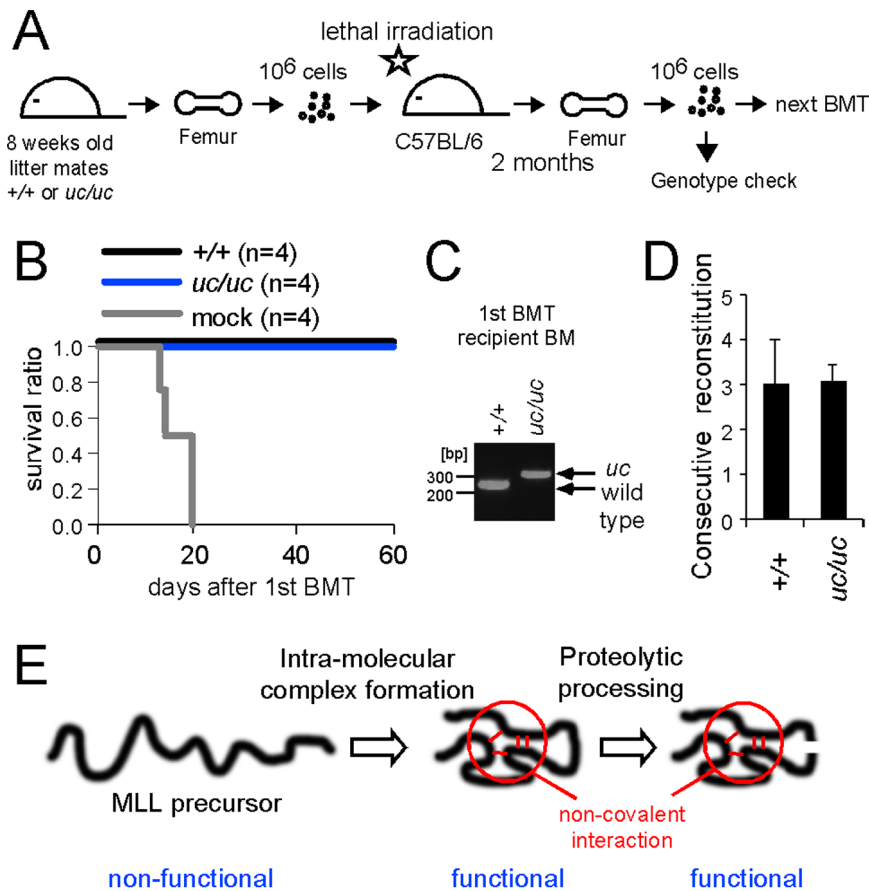 A
lethal irradiation
10⁶ cells
10⁶ cells
next BMT
Femur
C57BL/6
Femur
8 weeks old
litter mates
+/+ or uc/uc
2 months
Genotype check
B
+/+ (n=4)
uc/uc (n=4)
mock (n=4)
survival ratio
1.0
0.8
0.6
0.4
0.2
0.0
0
20
40
60
days after 1st BMT
C
1st BMT
recipient BM
+/+
uc/uc
[bp]
300
200
uc
wild
type
D
Consecutive reconstitution
5
4
3
2
1
0
+/+
uc/uc
E
Intra-molecular
complex formation
Proteolytic
processing
MLL precursor
non-covalent
interaction
non-functional
functional
functional